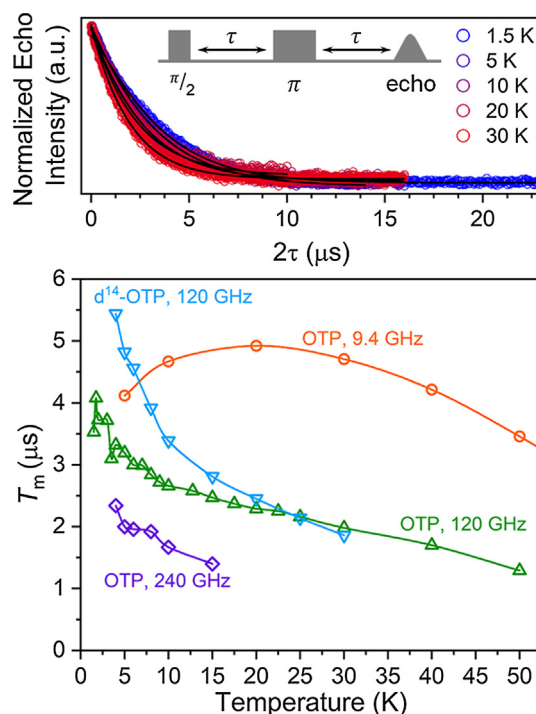 Normalized Echo
Intensity (a.u.)
π/2
τ
π
τ
echo
1.5 K
5 K
10 K
20 K
30 K
0 5 10 15 20
2τ (μs)
6
5
4
3
2
1
0
Tm (μs)
d14-OTP, 120 GHz
OTP, 9.4 GHz
OTP, 120 GHz
OTP, 240 GHz
0 5 10 15 20 25 30 35 40 45 50
Temperature (K)